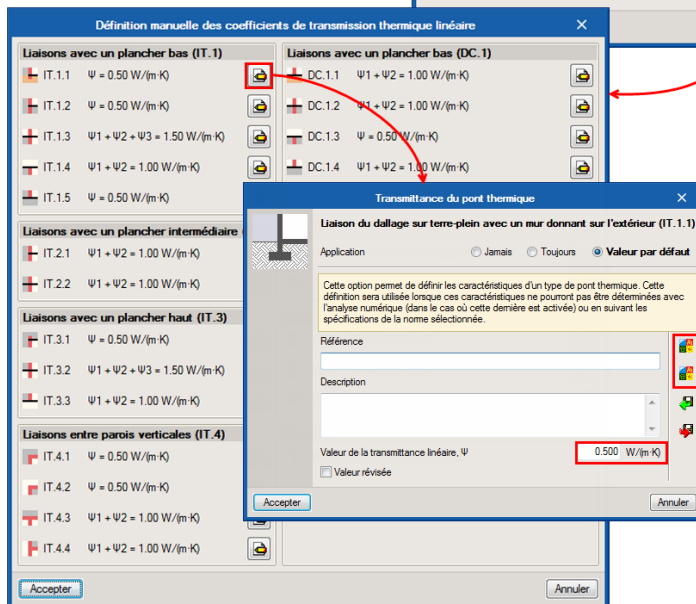 Définition manuelle des coefficients de transmission thermique linéaire
Liaisons avec un plancher bas (IT.1)
IT.1.1 Ψ = 0.50 W/(m·K)
IT.1.2 Ψ = 0.50 W/(m·K)
IT.1.3 Ψ1 + Ψ2 + Ψ3 = 1.50 W/(m·K)
IT.1.4 Ψ1 + Ψ2 = 1.00 W/(m·K)
IT.1.5 Ψ = 0.50 W/(m·K)
Liaisons avec un plancher intermédiaire
IT.2.1 Ψ1 + Ψ2 = 1.00 W/(m·K)
IT.2.2 Ψ1 + Ψ2 = 1.00 W/(m·K)
Liaisons avec un plancher haut (IT.3)
IT.3.1 Ψ = 0.50 W/(m·K)
IT.3.2 Ψ1 + Ψ2 + Ψ3 = 1.50 W/(m·K)
IT.3.3 Ψ1 + Ψ2 = 1.00 W/(m·K)
Liaisons entre parois verticales (IT.4)
IT.4.1 Ψ = 0.50 W/(m·K)
IT.4.2 Ψ = 0.50 W/(m·K)
IT.4.3 Ψ1 + Ψ2 = 1.00 W/(m·K)
IT.4.4 Ψ1 + Ψ2 = 1.00 W/(m·K)
Liaisons avec un plancher bas (DC.1)
DC.1.1 Ψ1 + Ψ2 = 1.00 W/(m·K)
DC.1.2 Ψ1 + Ψ2 = 1.00 W/(m·K)
DC.1.3 Ψ = 0.50 W/(m·K)
DC.1.4 Ψ1 + Ψ2 = 1.00 W/(m·K)
Accepter
Annuler
Transmittance du pont thermique
Liaison du dallage sur terre-plein avec un mur donnant sur l'extérieur (IT.1.1)
Application Jamais Toujours Valeur par défaut
Cette option permet de définir les caractéristiques d'un type de pont thermique. Cette
définition sera utilisée lorsque ces caractéristiques ne pourront pas être déterminées avec
l'analyse numérique (dans le cas où cette dernière est activée) ou en suivant les
spécifications de la norme sélectionnée.
Référence
Description
Valeur de la transmittance linéaire, Ψ 0.500 W/(m·K)
Valeur révisée
Accepter
Annuler